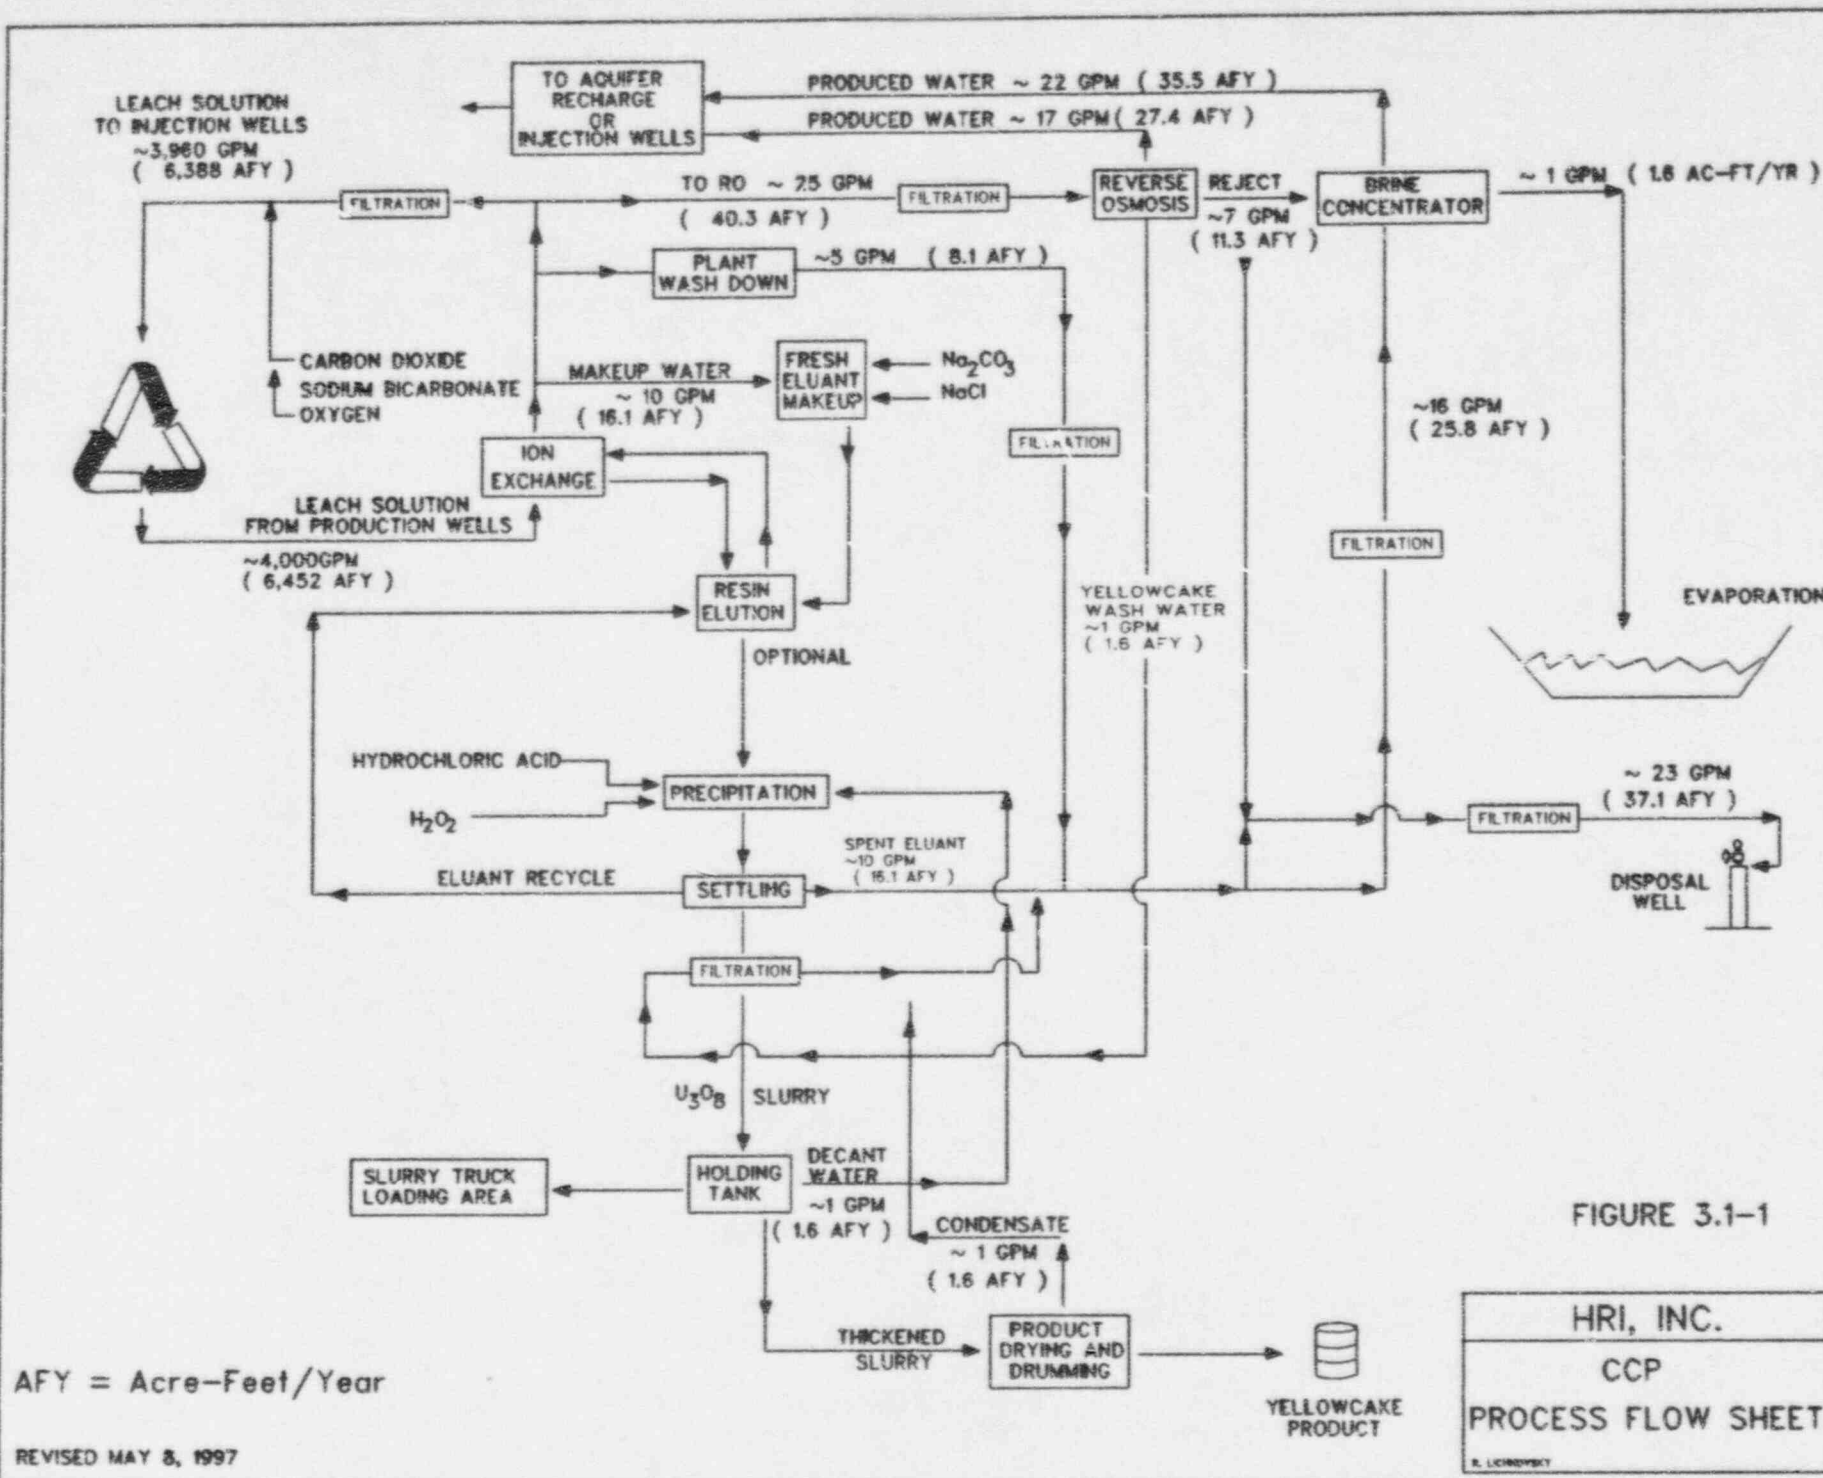 TO AQUIFER
RECHARGE
OR
INJECTION WELLS
PRODUCED WATER ~ 22 GPM ( 35.5 AFY )
PRODUCED WATER ~ 17 GPM( 27.4 AFY )
LEACH SOLUTION
TO INJECTION WELLS
~3,960 GPM
( 6,388 AFY )
FILTRATION
TO RO ~ 25 GPM
( 40.3 AFY )
FILTRATION
REVERSE
OSMOSIS
REJECT
~7 GPM
( 11.3 AFY )
BRINE
CONCENTRATOR
~ 1 GPM ( 1.6 AC-FT/YR )
PLANT
WASH DOWN
~5 GPM ( 8.1 AFY )
CARBON DIOXIDE
SODIUM BICARBONATE
OXYGEN
MAKEUP WATER
~ 10 GPM
( 16.1 AFY )
FRESH
ELUANT
MAKEUP
Na2CO3
NaCl
FILTRATION
~16 GPM
( 25.8 AFY )
ION
EXCHANGE
LEACH SOLUTION
FROM PRODUCTION WELLS
~4,000GPM
( 6,452 AFY )
FILTRATION
RESIN
ELUTION
OPTIONAL
YELLOWCAKE
WASH WATER
~1 GPM
( 1.6 AFY )
EVAPORATION
HYDROCHLORIC ACID
H2O2
PRECIPITATION
SPENT ELUANT
~10 GPM
( 16.1 AFY )
ELUANT RECYCLE
SETTLING
~ 23 GPM
( 37.1 AFY )
FILTRATION
DISPOSAL
WELL
FILTRATION
U3O8 SLURRY
SLURRY TRUCK
LOADING AREA
HOLDING
TANK
DECANT
WATER
~1 GPM
( 1.6 AFY )
CONDENSATE
~ 1 GPM
( 1.6 AFY )
THICKENED
SLURRY
PRODUCT
DRYING AND
DRUMMING
YELLOWCAKE
PRODUCT
FIGURE 3.1-1
HRI, INC.
CCP
PROCESS FLOW SHEET
R. LICHNOVSKY
AFY = Acre-Feet/Year
REVISED MAY 8, 1997